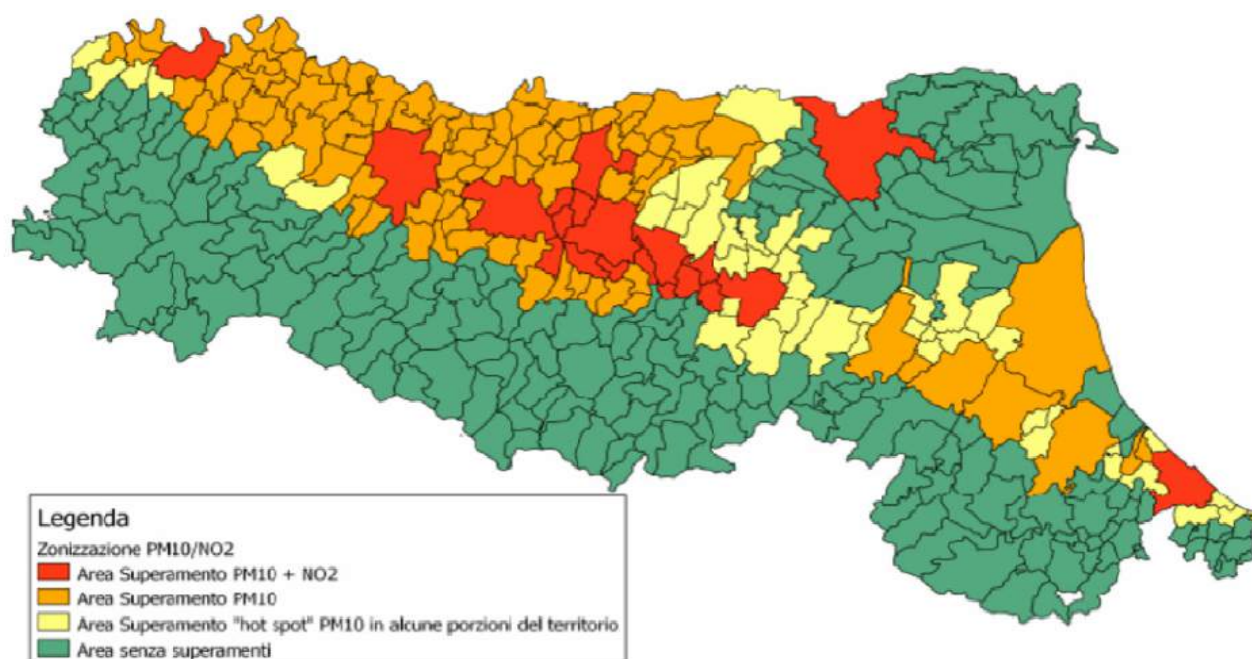 Legenda
Zonizzazione PM10/NO2
Area Superamento PM10 + NO2
Area Superamento PM10
Area Superamento "hot spot" PM10 in alcune porzioni del territorio
Area senza superamenti